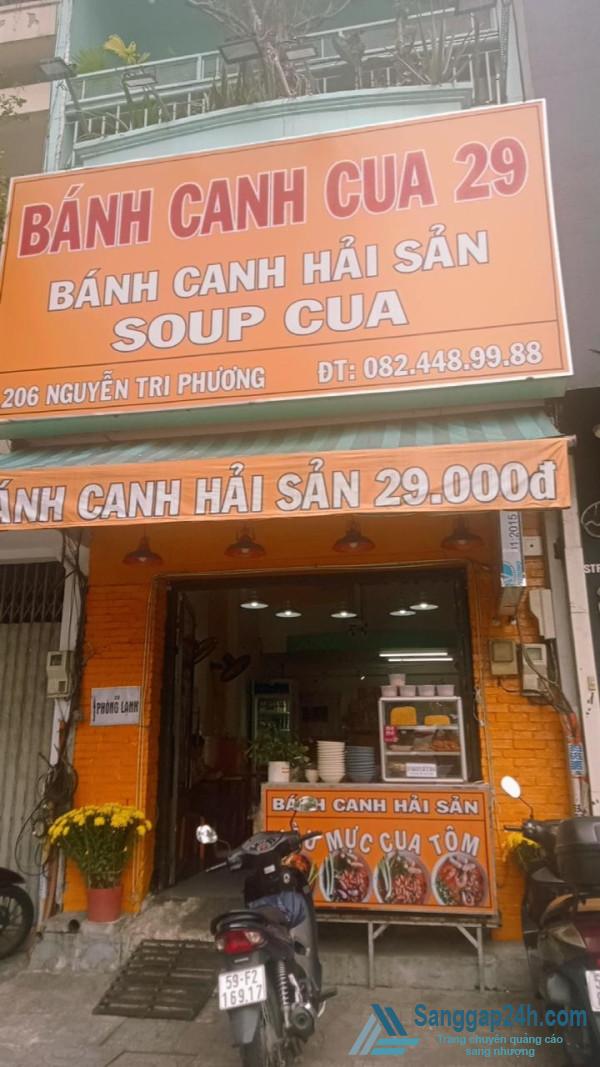 BÁNH CANH CUA 29
BÁNH CANH HẢI SẢN
SOUP CUA
206 NGUYỄN TRI PHƯƠNG ĐT: 082.448.99.88
CANH HẢI SẢN 29.000đ
PHÒNG LẠNH
BÁNH CANH HẢI SẢN
MỰC CUA TÔM
59-F2
169.17
Sanggap24h.com
Trang chuyên quảng cáo
sang nhượng